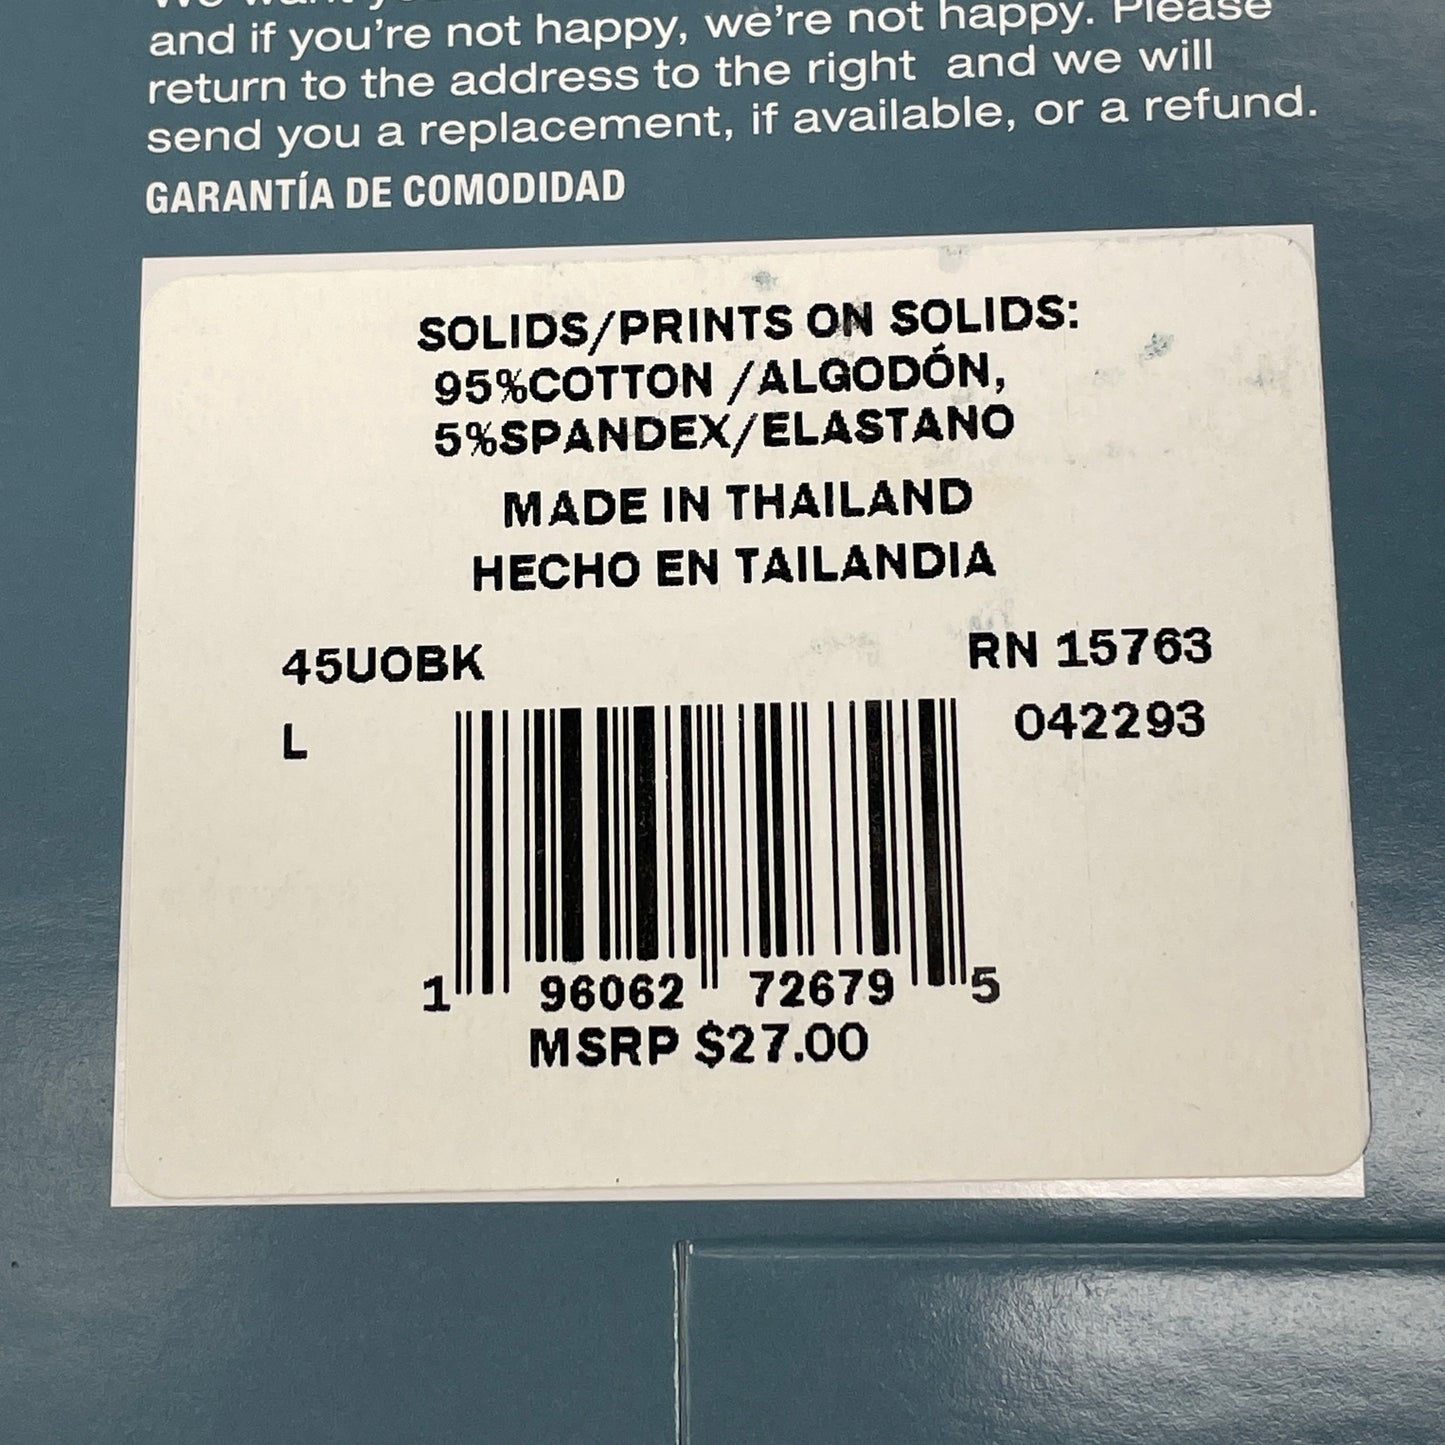 and if you're not happy, we're not happy. Please
return to the address to the right and we will
send you a replacement, if available, or a refund.
GARANTÍA DE COMODIDAD
SOLIDS/PRINTS ON SOLIDS:
95%COTTON /ALGODÓN,
5%SPANDEX/ELASTANO
MADE IN THAILAND
HECHO EN TAILANDIA
45UOBK
RN 15763
L
042293
1 96062 72679 5
MSRP $27.00